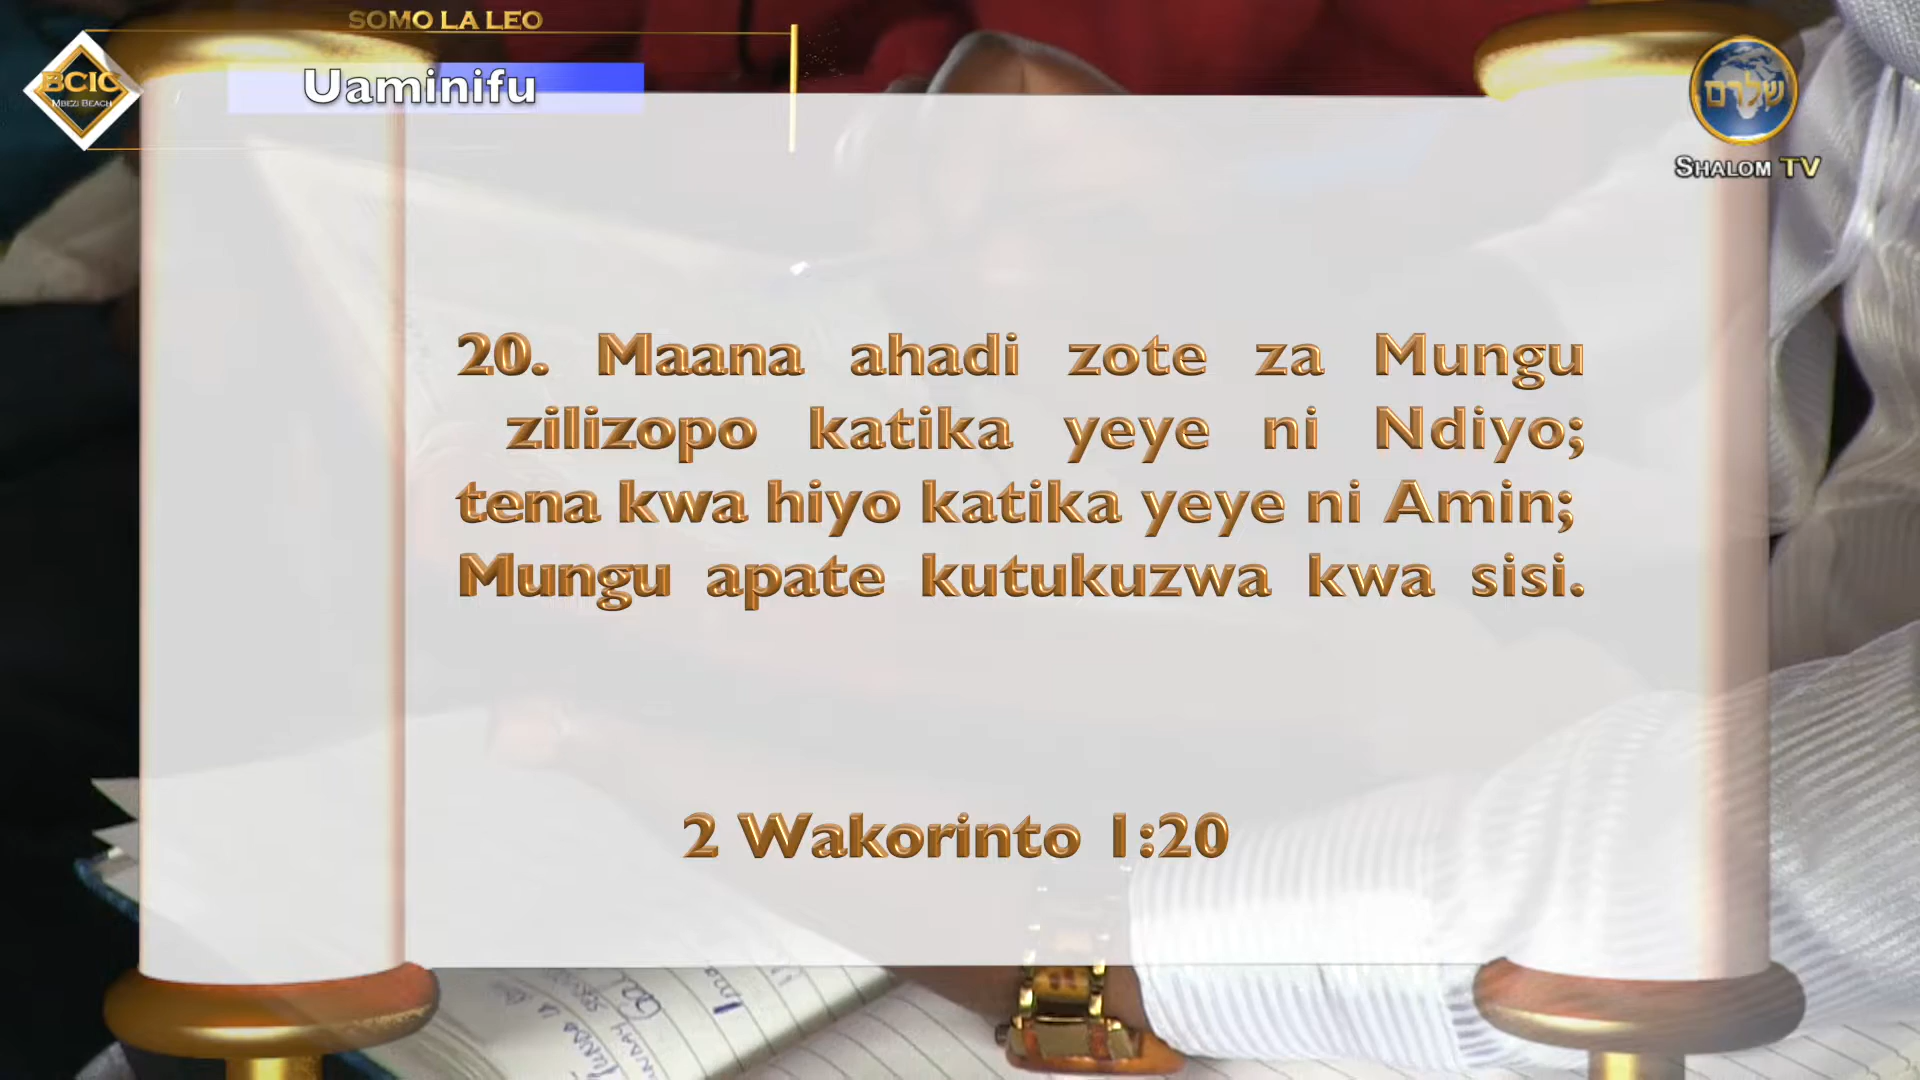 SOMO LA LEO
BCIC
MBEZI BEACH
Uaminifu
שלום
SHALOM TV
20. Maana ahadi zote za Mungu
zilizopo katika yeye ni Ndiyo;
tena kwa hiyo katika yeye ni Amin;
Mungu apate kutukuzwa kwa sisi.
2 Wakorinto 1:20